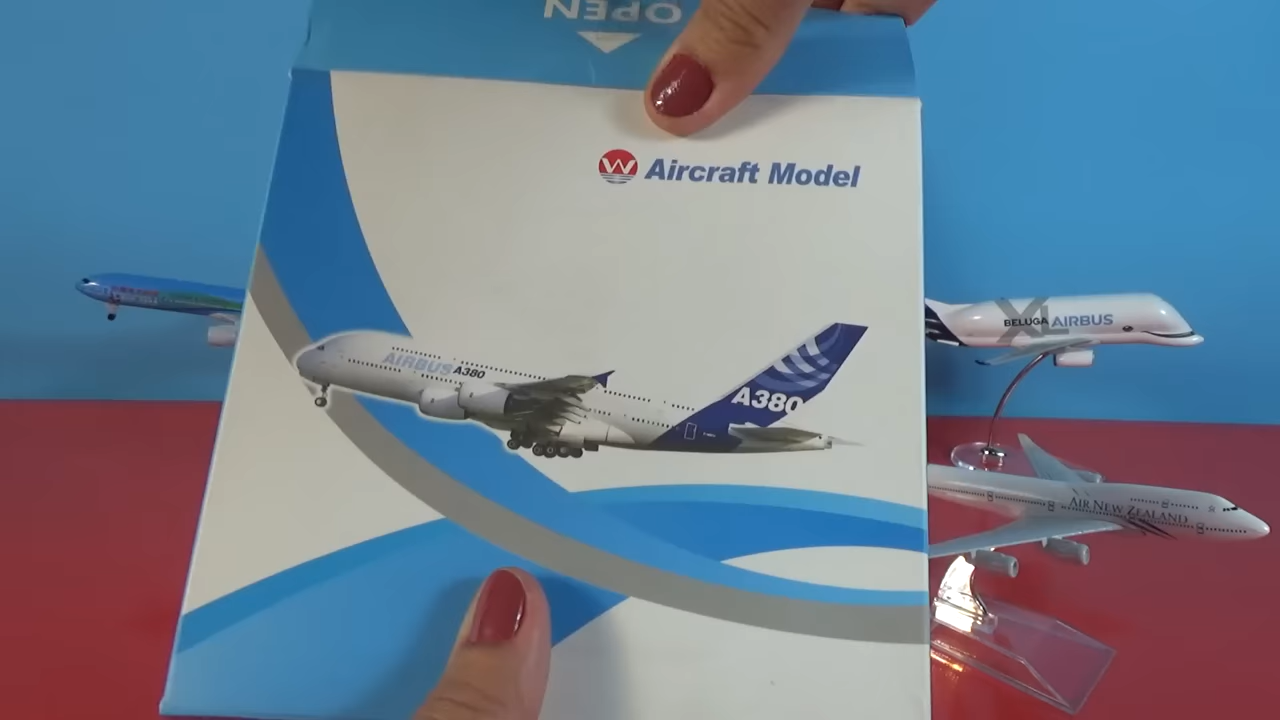 OPEN
W Aircraft Model
AIRBUS A380
A380
XL
BELUGA AIRBUS
AIR NEW ZEALAND